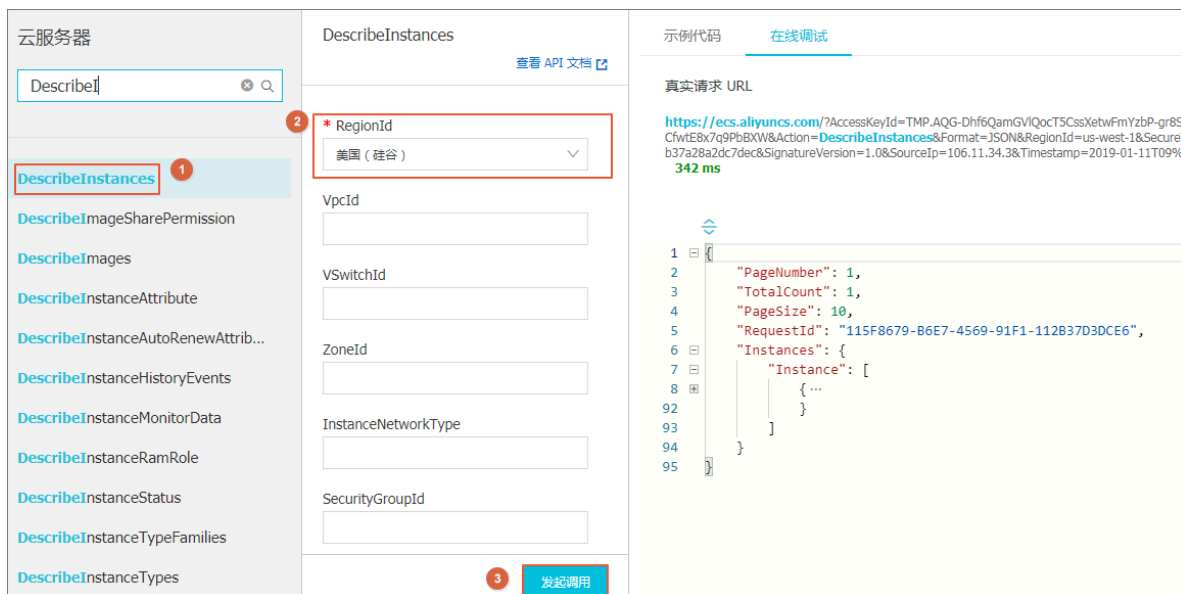 云服务器
DescribeI
DescribeInstances
1
DescribeImageSharePermission
DescribeImages
DescribeInstanceAttribute
DescribeInstanceAutoRenewAttrib...
DescribeInstanceHistoryEvents
DescribeInstanceMonitorData
DescribeInstanceRamRole
DescribeInstanceStatus
DescribeInstanceTypeFamilies
DescribeInstanceTypes
DescribeInstances
查看 API 文档
2
* RegionId
美国（硅谷）
VpcId
VSwitchId
ZoneId
InstanceNetworkType
SecurityGroupId
3
发起调用
示例代码
在线调试
真实请求 URL
https://ecs.aliyuncs.com/?AccessKeyId=TMP.AQG-Dhf6QamGVlQocT5CssXetwFmYzbP-gr8S
CfwtE8x7q9PbBXW&Action=DescribeInstances&Format=JSON&RegionId=us-west-1&Secure
b37a28a2dc7dec&SignatureVersion=1.0&SourceIp=106.11.34.3&Timestamp=2019-01-11T09%
342 ms
1 {
2 "PageNumber": 1,
3 "TotalCount": 1,
4 "PageSize": 10,
5 "RequestId": "115F8679-B6E7-4569-91F1-112B37D3DCE6",
6 "Instances": {
7 "Instance": [
8 {…
92 }
93 ]
94 }
95 }